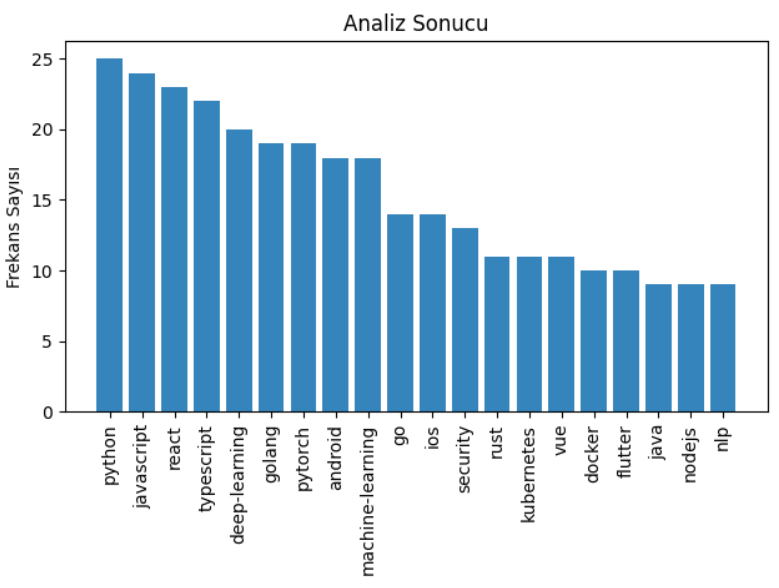 Analiz Sonucu
Frekans Sayısı
25
20
15
10
5
0
python
javascript
react
typescript
deep-learning
golang
pytorch
android
machine-learning
go
ios
security
rust
kubernetes
vue
docker
flutter
java
nodejs
nlp